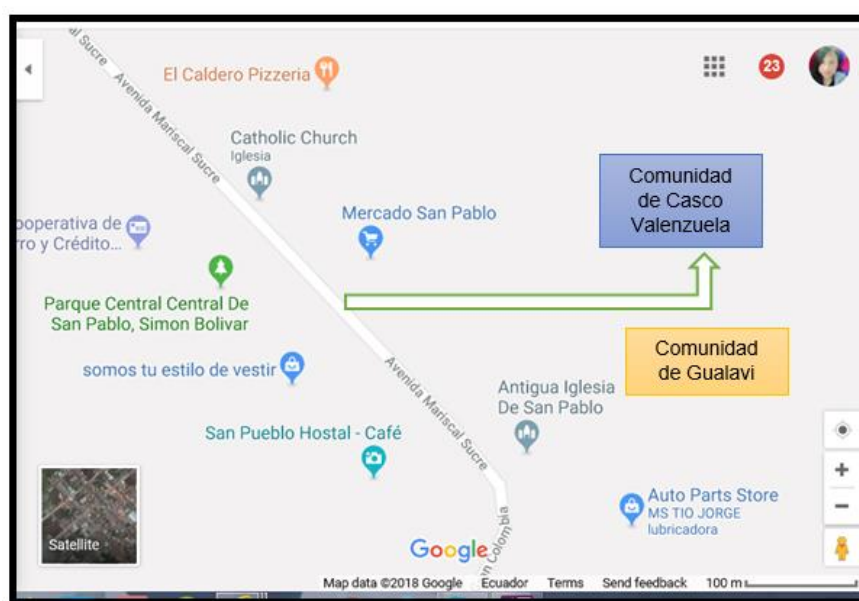 al Sucre
Avenida Mariscal Sucre
El Caldero Pizzeria
23
Catholic Church
Iglesia
Comunidad
de Casco
Valenzuela
Mercado San Pablo
ooperativa de
rro y Crédito...
Parque Central Central De
San Pablo, Simon Bolivar
Comunidad
de Gualavi
somos tu estilo de vestir
Avenida Mariscal Sucre
Antigua Iglesia
De San Pablo
San Pueblo Hostal - Café
Auto Parts Store
MS TIO JORGE
lubricadora
Satellite
Google
n Colombia
Map data ©2018 Google Ecuador Terms Send feedback 100 m